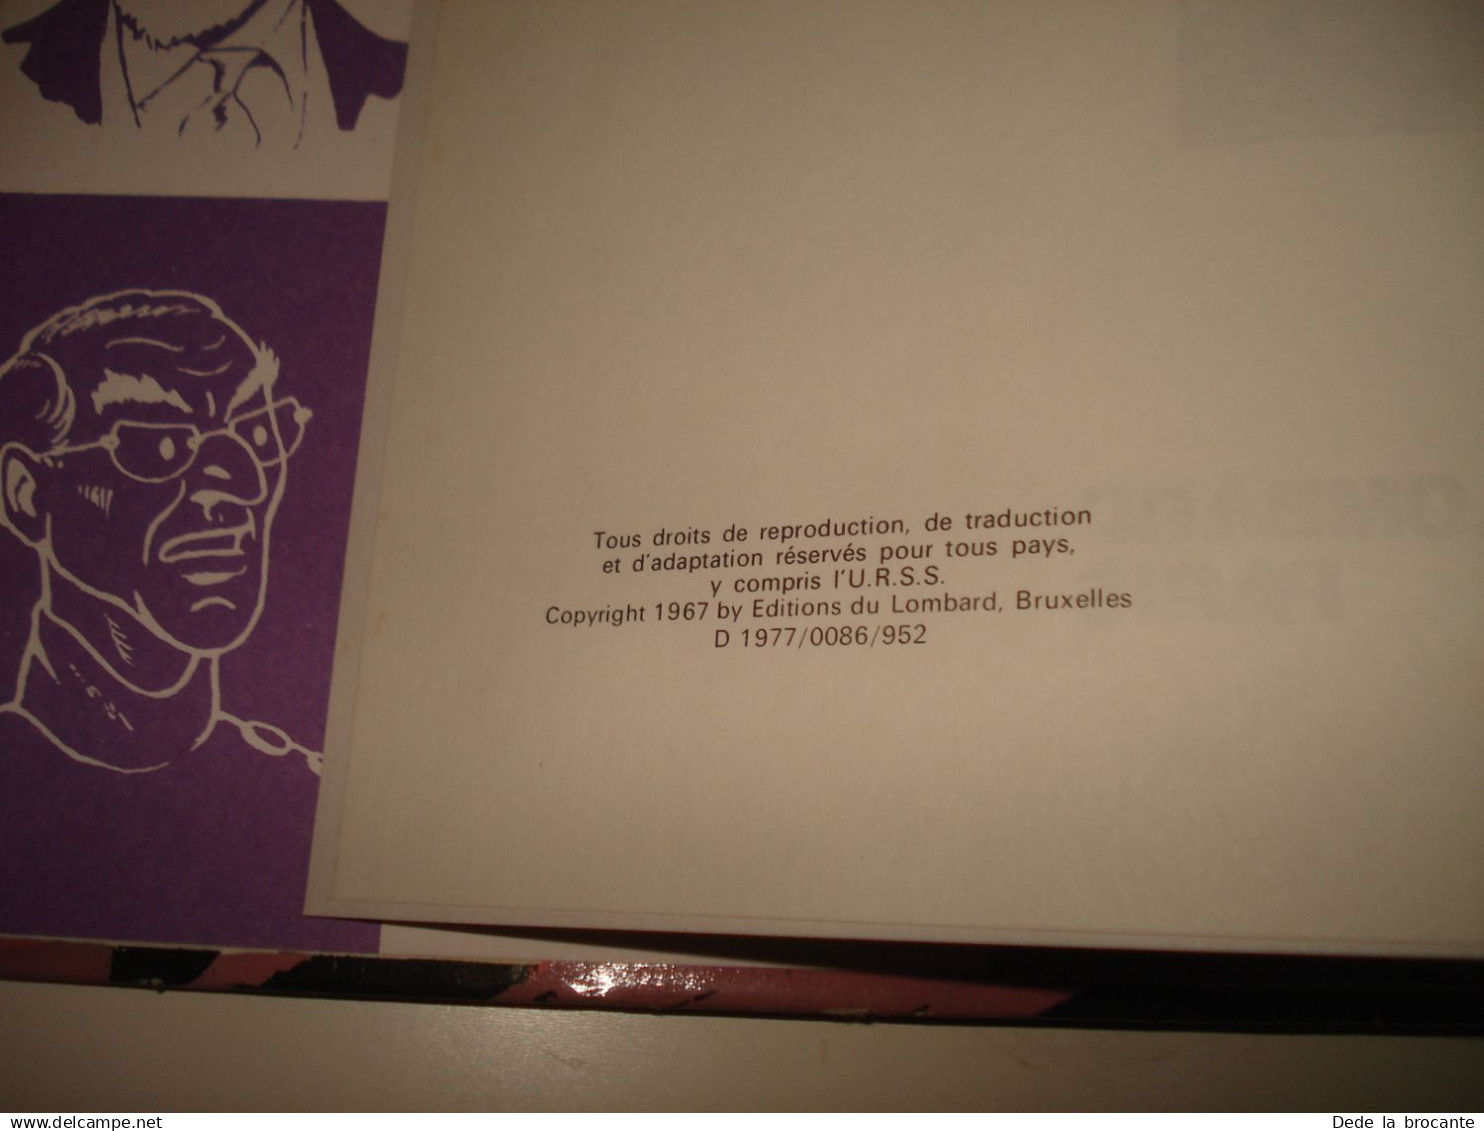 Tous droits de reproduction, de traduction
et d'adaptation réservés pour tous pays,
y compris l'U.R.S.S.
Copyright 1967 by Editions du Lombard, Bruxelles
D 1977/0086/952
www.delcampe.net
Dede la brocante